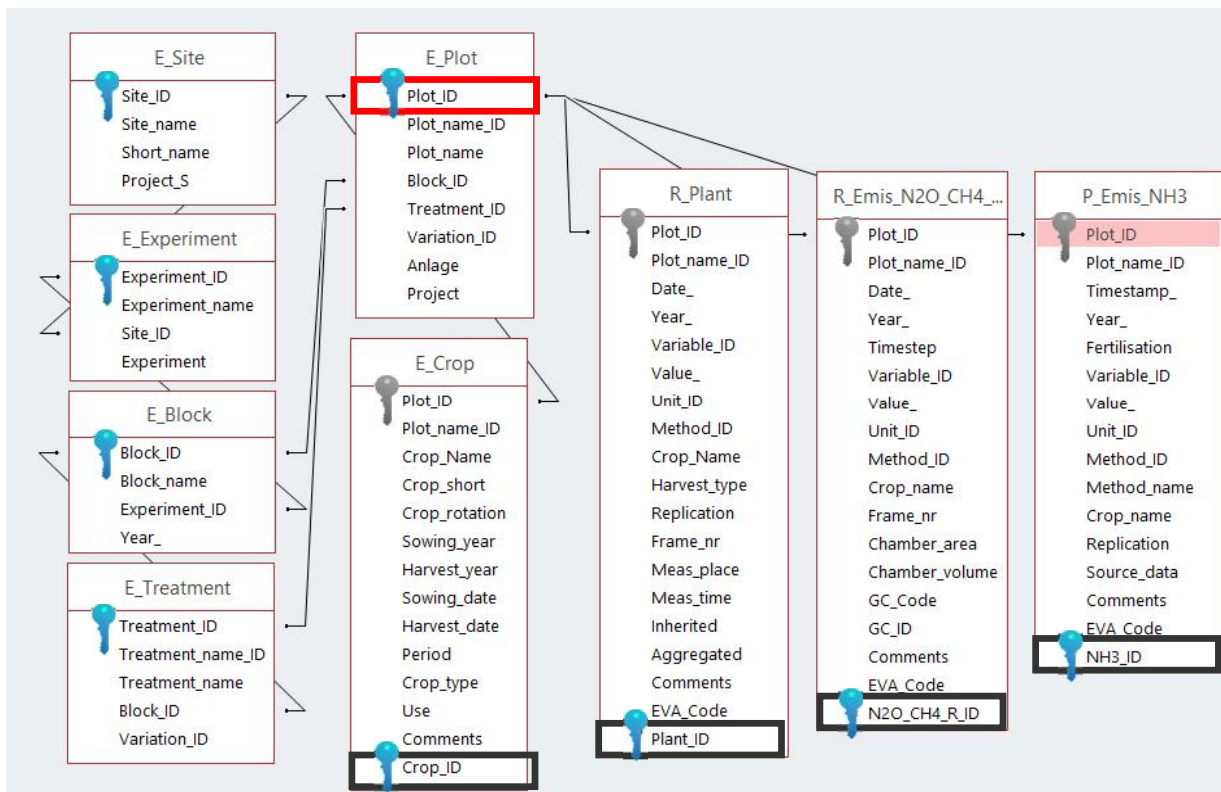 E_Site
Site_ID
Site_name
Short_name
Project_S
E_Experiment
Experiment_ID
Experiment_name
Site_ID
Experiment
E_Block
Block_ID
Block_name
Experiment_ID
Year_
E_Treatment
Treatment_ID
Treatment_name_ID
Treatment_name
Block_ID
Variation_ID
E_Plot
Plot_ID
Plot_name_ID
Plot_name
Block_ID
Treatment_ID
Variation_ID
Anlage
Project
E_Crop
Plot_ID
Plot_name_ID
Crop_Name
Crop_short
Crop_rotation
Sowing_year
Harvest_year
Sowing_date
Harvest_date
Period
Crop_type
Use
Comments
Crop_ID
R_Plant
Plot_ID
Plot_name_ID
Date_
Year_
Variable_ID
Value_
Unit_ID
Method_ID
Crop_Name
Harvest_type
Replication
Frame_nr
Meas_place
Meas_time
Inherited
Aggregated
Comments
EVA_Code
Plant_ID
R_Emis_N2O_CH4_...
Plot_ID
Plot_name_ID
Date_
Year_
Timestep
Variable_ID
Value_
Unit_ID
Method_ID
Crop_name
Frame_nr
Chamber_area
Chamber_volume
GC_Code
GC_ID
Comments
EVA_Code
N2O_CH4_R_ID
P_Emis_NH3
Plot_ID
Plot_name_ID
Timestamp_
Year_
Fertilisation
Variable_ID
Value_
Unit_ID
Method_ID
Method_name
Crop_name
Replication
Source_data
Comments
EVA_Code
NH3_ID